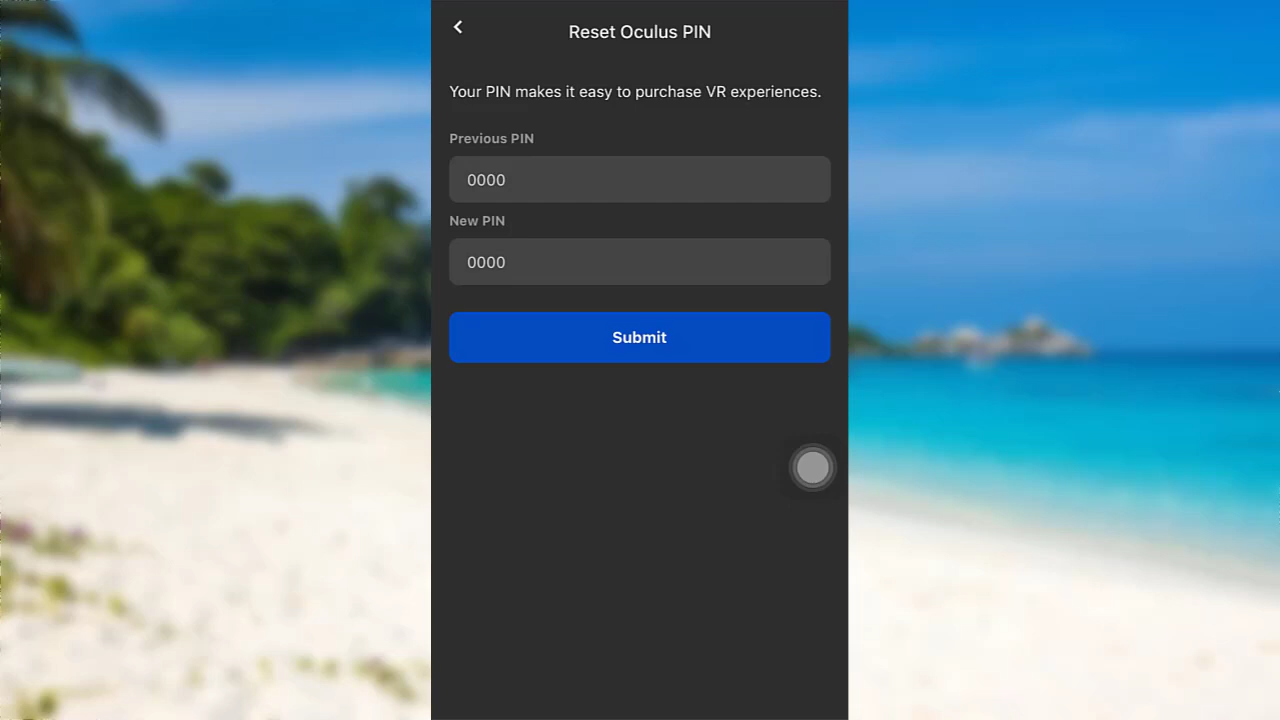 Reset Oculus PIN
Your PIN makes it easy to purchase VR experiences.
Previous PIN
0000
New PIN
0000
Submit